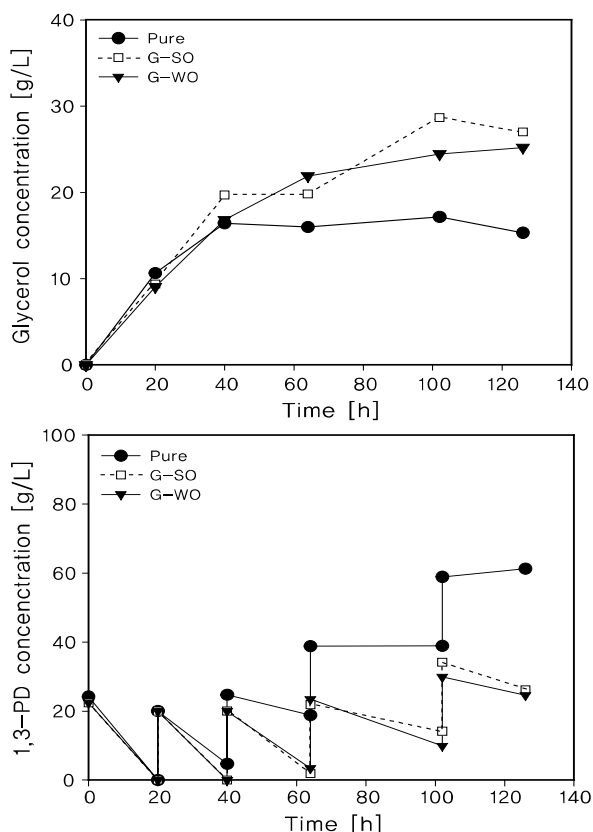 Glycerol concentration [g/L]
40
30
20
10
0
Pure
G-SO
G-WO
0 20 40 60 80 100 120 140
Time [h]
1,3-PD concenctration [g/L]
100
80
60
40
20
0
Pure
G-SO
G-WO
0 20 40 60 80 100 120 140
Time [h]